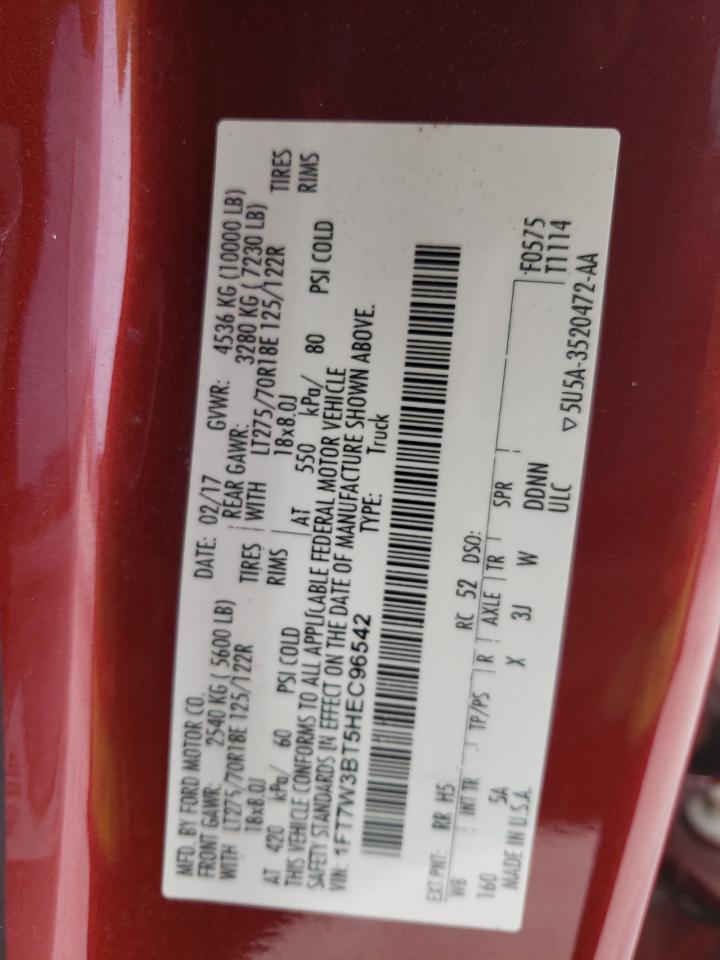 MFD. BY FORD MOTOR CO. DATE: 02/17 GVWR: 4536 KG (10000 LB)
FRONT GAWR: 2540 KG ( 5600 LB) REAR GAWR: 3280 KG ( 7230 LB)
WITH LT275/70R18E 125/122R TIRES WITH LT275/70R18E 125/122R TIRES
18x8.0J RIMS 18x8.0J RIMS
AT 420 kPa/ 60 PSI COLD AT 550 kPa/ 80 PSI COLD
THIS VEHICLE CONFORMS TO ALL APPLICABLE FEDERAL MOTOR VEHICLE
SAFETY STANDARDS IN EFFECT ON THE DATE OF MANUFACTURE SHOWN ABOVE.
VIN: 1FT7W3BT5HEC96542 TYPE: Truck
F0575
T1114
EXT PNT: RR H5 RC 52 DSO:
WB INT TR TP/PS R AXLE TR SPR
160 5A X 3J W DDNN
ULC
MADE IN U.S.A. ▽5U5A-3520472-AA